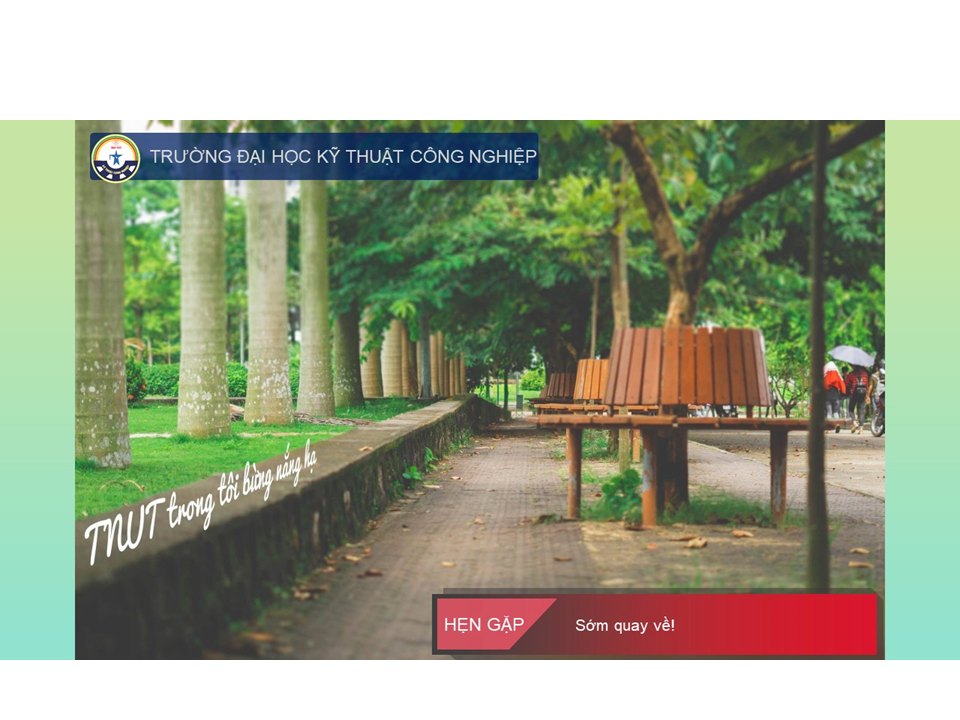 TRƯỜNG ĐẠI HỌC KỸ THUẬT CÔNG NGHIỆP
TNUT trong tôi bừng nắng hạ
HẸN GẶP
Sớm quay về!